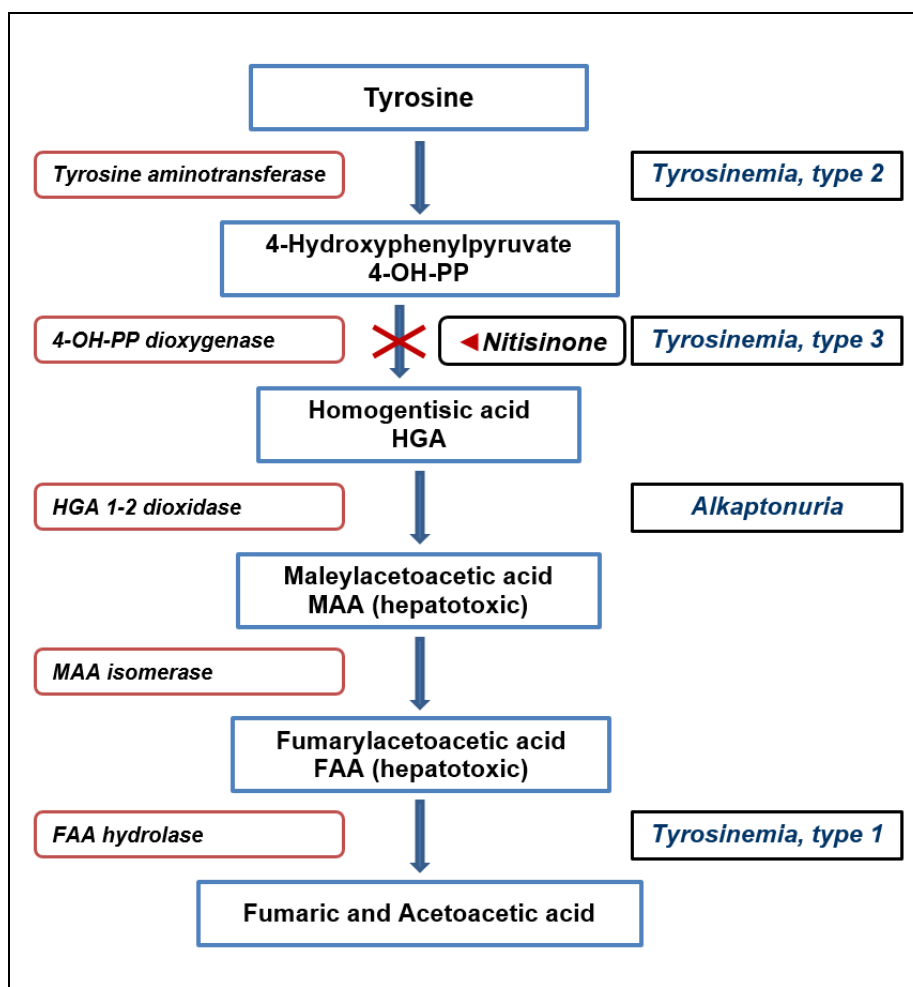 Tyrosine
Tyrosine aminotransferase
Tyrosinemia, type 2
4-Hydroxyphenylpyruvate
4-OH-PP
4-OH-PP dioxygenase
◄Nitisinone
Tyrosinemia, type 3
Homogentisic acid
HGA
HGA 1-2 dioxidase
Alkaptonuria
Maleylacetoacetic acid
MAA (hepatotoxic)
MAA isomerase
Fumarylacetoacetic acid
FAA (hepatotoxic)
FAA hydrolase
Tyrosinemia, type 1
Fumaric and Acetoacetic acid